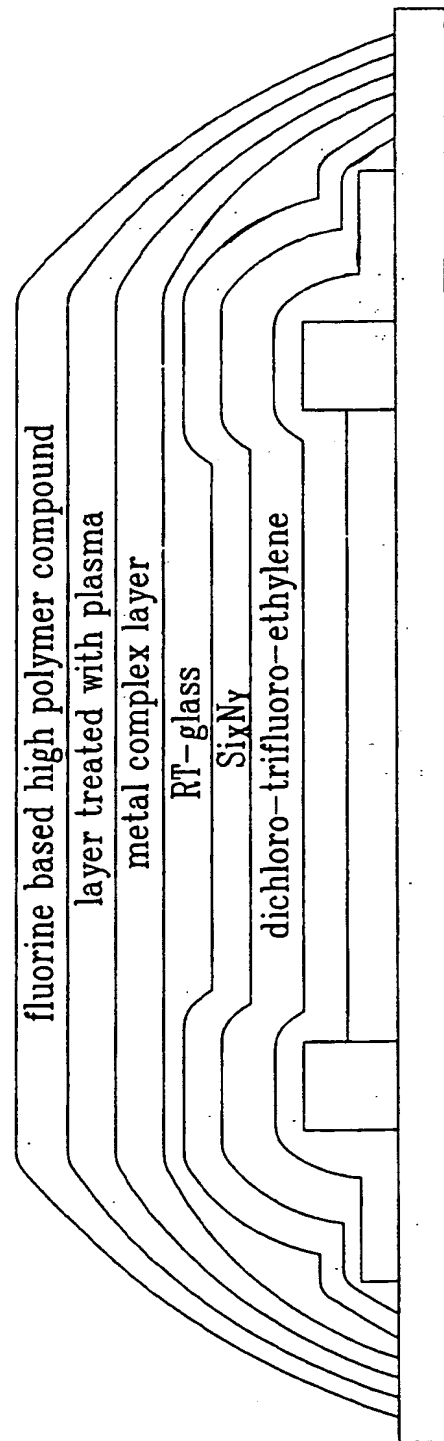 fluorine based high polymer compound
layer treated with plasma
metal complex layer
RT-glass
SiXNY
dichloro-trifluoro-ethylene